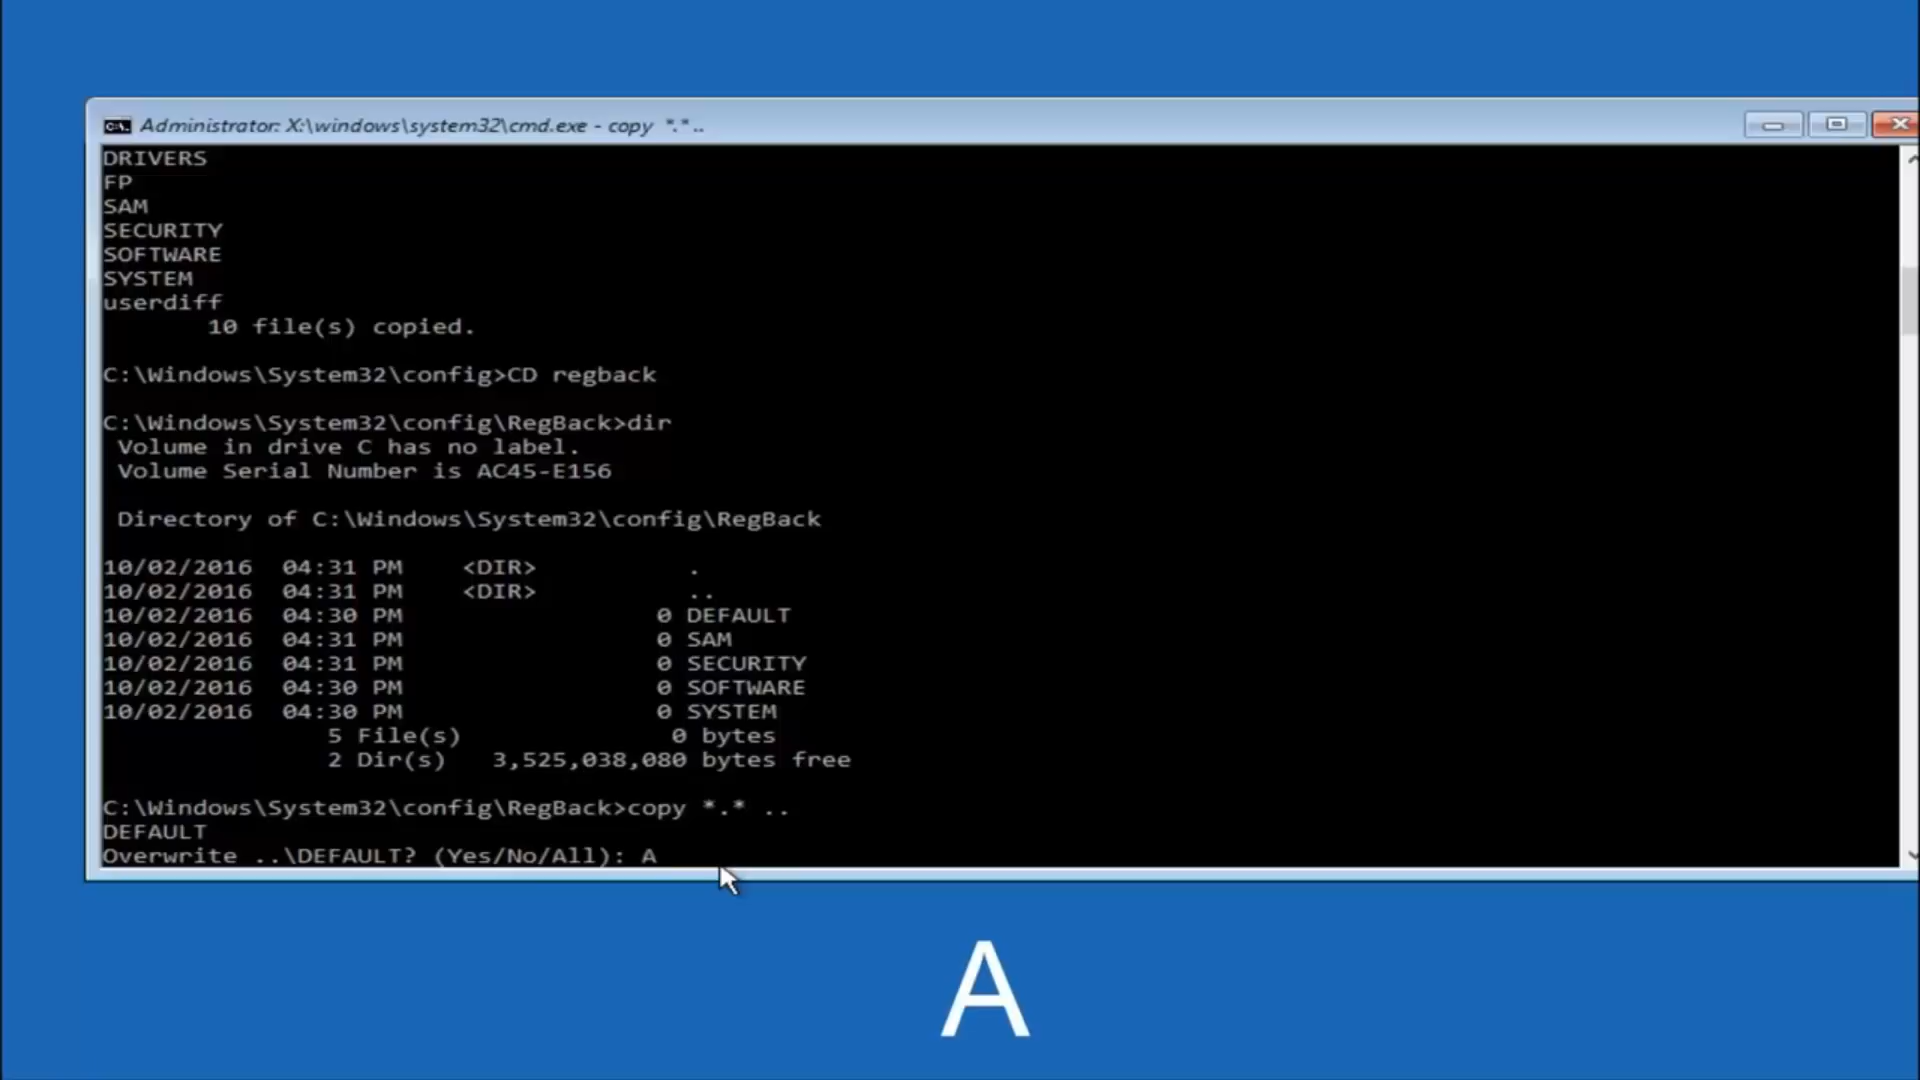 Administrator: X:\windows\system32\cmd.exe - copy *.* ..
DRIVERS
FP
SAM
SECURITY
SOFTWARE
SYSTEM
userdiff
10 file(s) copied.
C:\Windows\System32\config>CD regback
C:\Windows\System32\config\RegBack>dir
Volume in drive C has no label.
Volume Serial Number is AC45-E156
Directory of C:\Windows\System32\config\RegBack
10/02/2016 04:31 PM <DIR> .
10/02/2016 04:31 PM <DIR> ..
10/02/2016 04:30 PM 0 DEFAULT
10/02/2016 04:31 PM 0 SAM
10/02/2016 04:31 PM 0 SECURITY
10/02/2016 04:30 PM 0 SOFTWARE
10/02/2016 04:30 PM 0 SYSTEM
5 File(s) 0 bytes
2 Dir(s) 3,525,038,080 bytes free
C:\Windows\System32\config\RegBack>copy *.* ..
DEFAULT
Overwrite ..\DEFAULT? (Yes/No/All): A
A